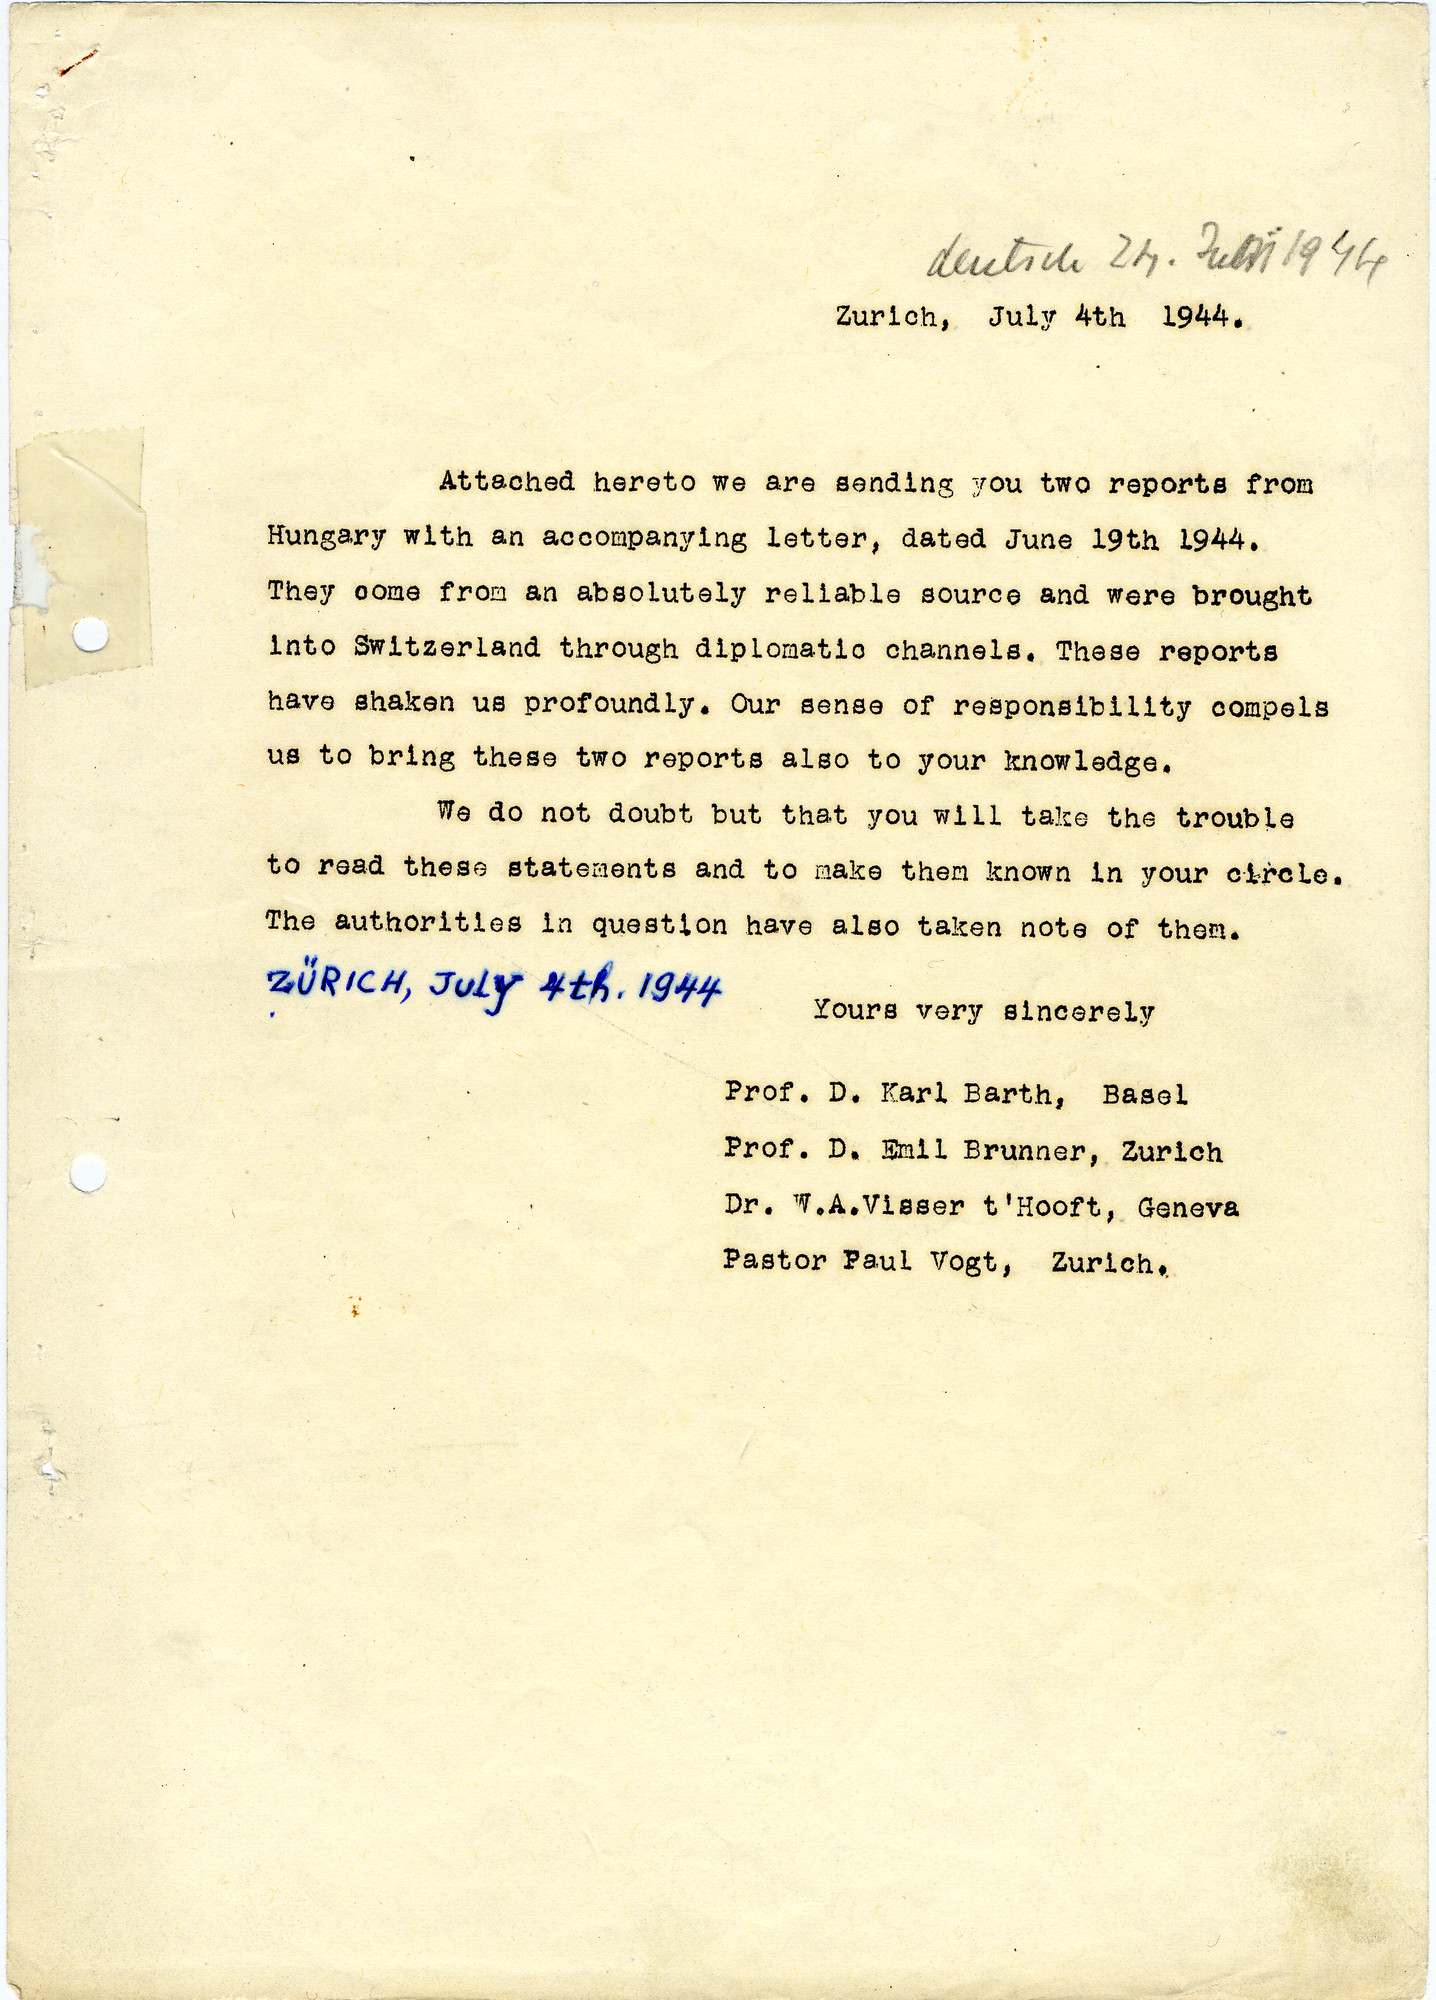 deutsch 24. Juni 1944
Zurich, July 4th 1944.
Attached hereto we are sending you two reports from
Hungary with an accompanying letter, dated June 19th 1944.
They come from an absolutely reliable source and were brought
into Switzerland through diplomatic channels. These reports
have shaken us profoundly. Our sense of responsibility compels
us to bring these two reports also to your knowledge.
We do not doubt but that you will take the trouble
to read these statements and to make them known in your circle.
The authorities in question have also taken note of them.
ZÜRICH, July 4th. 1944
Yours very sincerely
Prof. D. Karl Barth, Basel
Prof. D. Emil Brunner, Zurich
Dr. W.A.Visser t'Hooft, Geneva
Pastor Paul Vogt, Zurich.